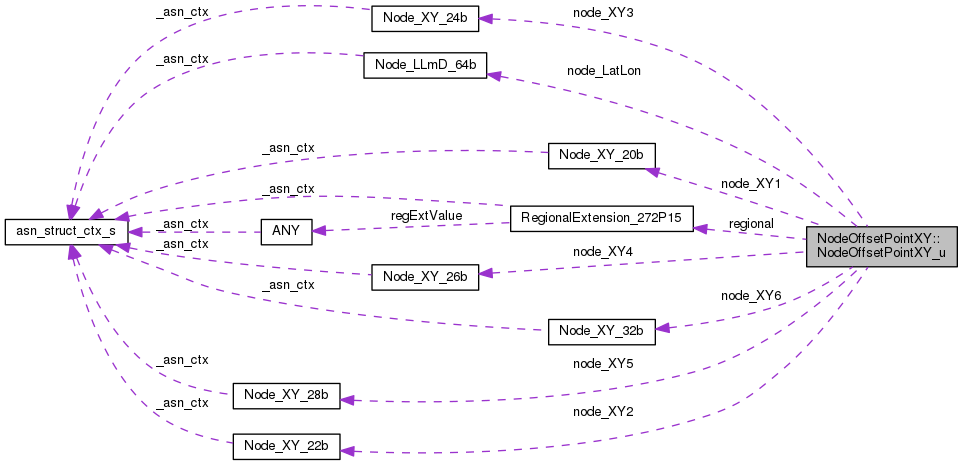 _asn_ctx
Node_XY_24b
node_XY3
_asn_ctx
Node_LLmD_64b
node_LatLon
_asn_ctx
Node_XY_20b
node_XY1
_asn_ctx
regExtValue
RegionalExtension_272P15
regional
asn_struct_ctx_s
_asn_ctx
ANY
NodeOffsetPointXY::
NodeOffsetPointXY_u
_asn_ctx
Node_XY_26b
node_XY4
_asn_ctx
Node_XY_32b
node_XY6
_asn_ctx
Node_XY_28b
node_XY5
_asn_ctx
Node_XY_22b
node_XY2